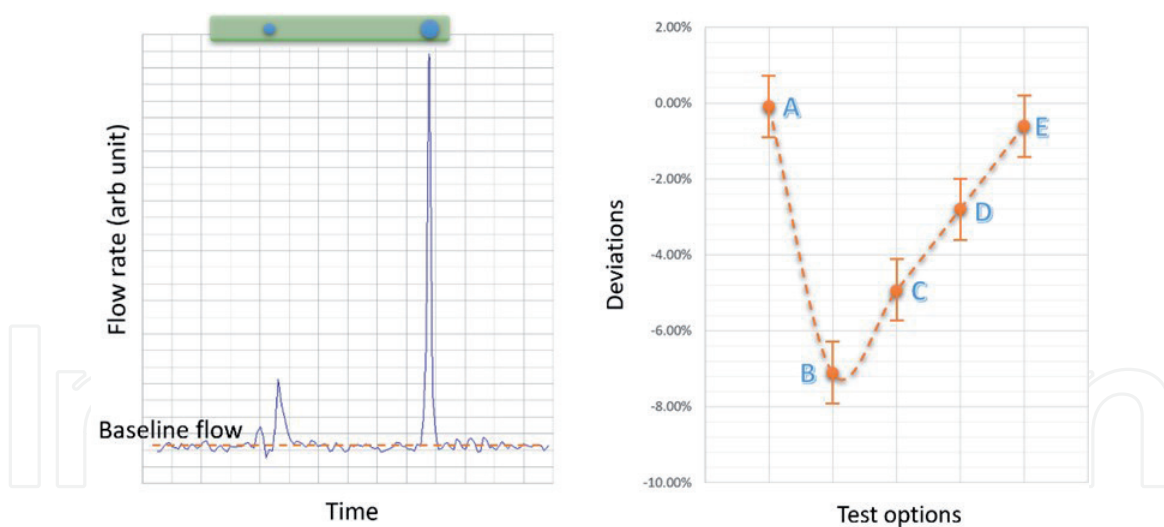 Flow rate (arb unit)
Baseline flow
Time
Deviations
2.00%
0.00%
-2.00%
-4.00%
-6.00%
-8.00%
-10.00%
A
B
C
D
E
Test options